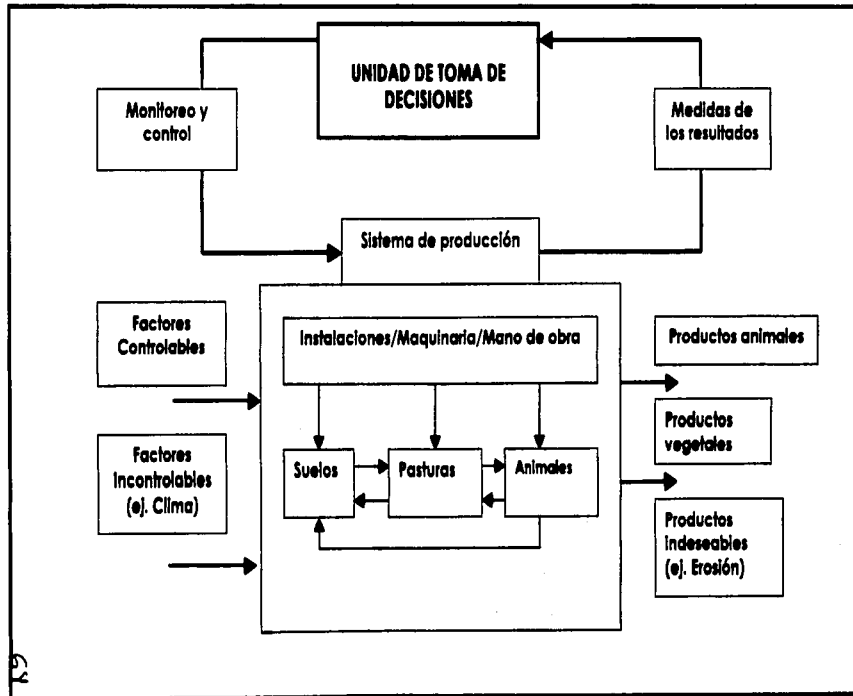 UNIDAD DE TOMA DE
DECISIONES
Monitoreo y
control
Medidas de
los resultados
Sistema de producción
Factores
Controlables
Instalaciones/Maquinaria/Mano de obra
Productos animales
Factores
Incontrolables
(ej. Clima)
Suelos
Pasturas
Animales
Productos
vegetales
Productos
Indeseables
(ej. Erosión)